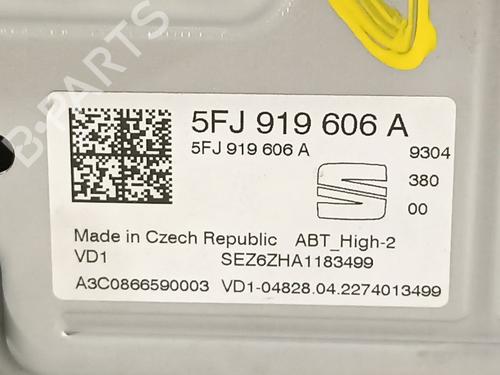 B-PARTS
5FJ 919 606 A
5FJ 919 606 A
9304
380
00
Made in Czech Republic ABT_High-2
VD1 SEZ6ZHA1183499
A3C0866590003 VD1-04828.04.2274013499